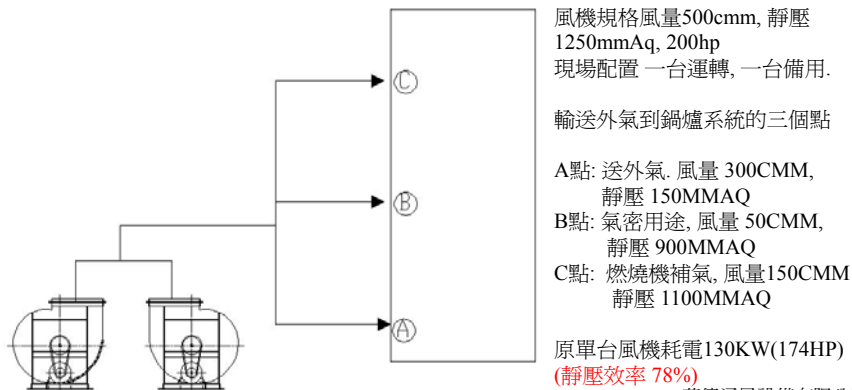 風機規格風量500cmm, 靜壓
1250mmAq, 200hp
現場配置 一台運轉, 一台備用.
輸送外氣到鍋爐系統的三個點
A點: 送外氣. 風量 300CMM,
靜壓 150MMAQ
B點: 氣密用途, 風量 50CMM,
靜壓 900MMAQ
C點: 燃燒機補氣, 風量150CMM
靜壓 1100MMAQ
原單台風機耗電130KW(174HP)
(靜壓效率 78%)
C
B
A